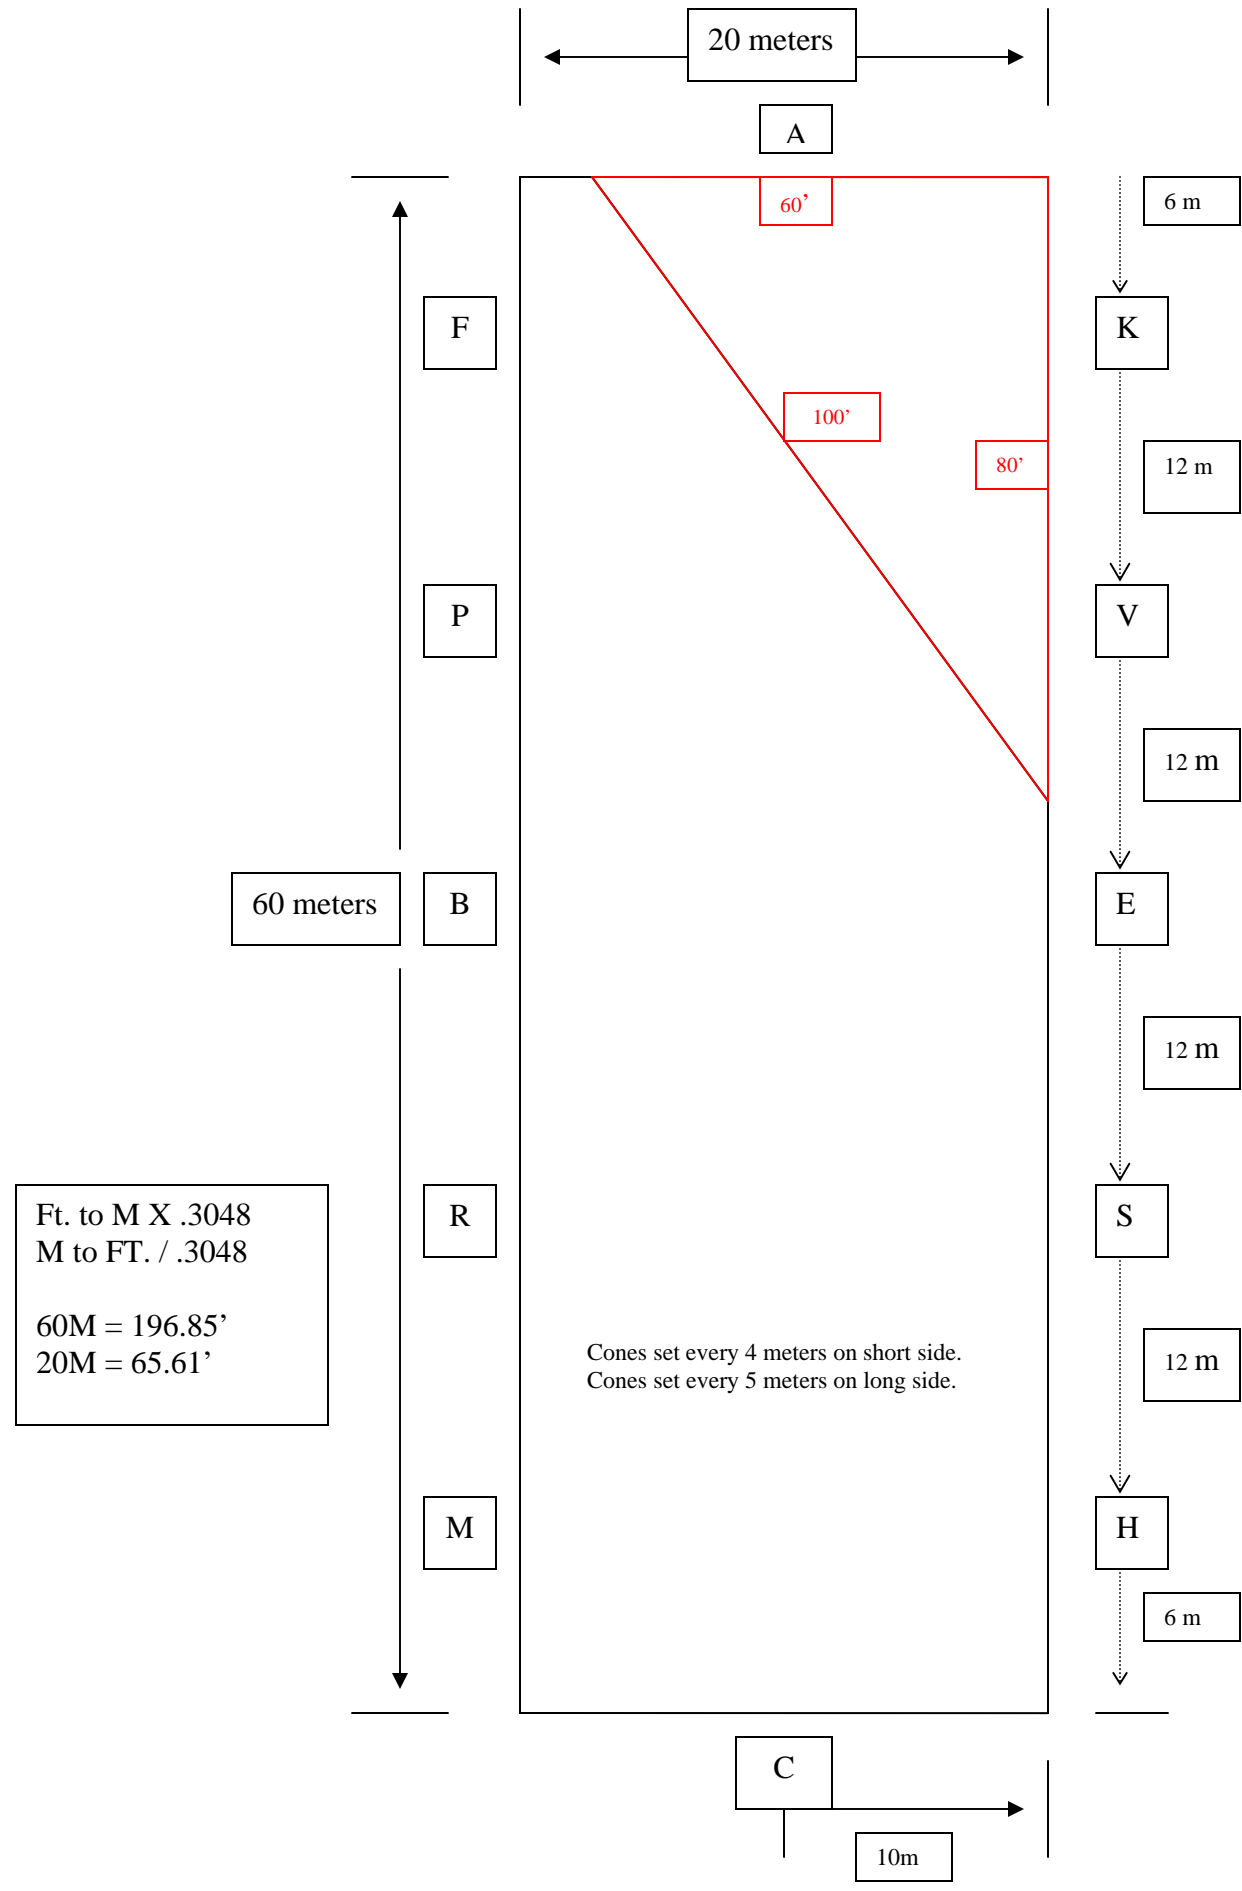 20 meters
A
60’
6 m
F
K
100’
80’
12 m
P
V
12 m
60 meters
B
E
12 m
Ft. to M X .3048
M to FT. / .3048
60M = 196.85’
20M = 65.61’
R
S
Cones set every 4 meters on short side.
Cones set every 5 meters on long side.
12 m
M
H
6 m
C
10m